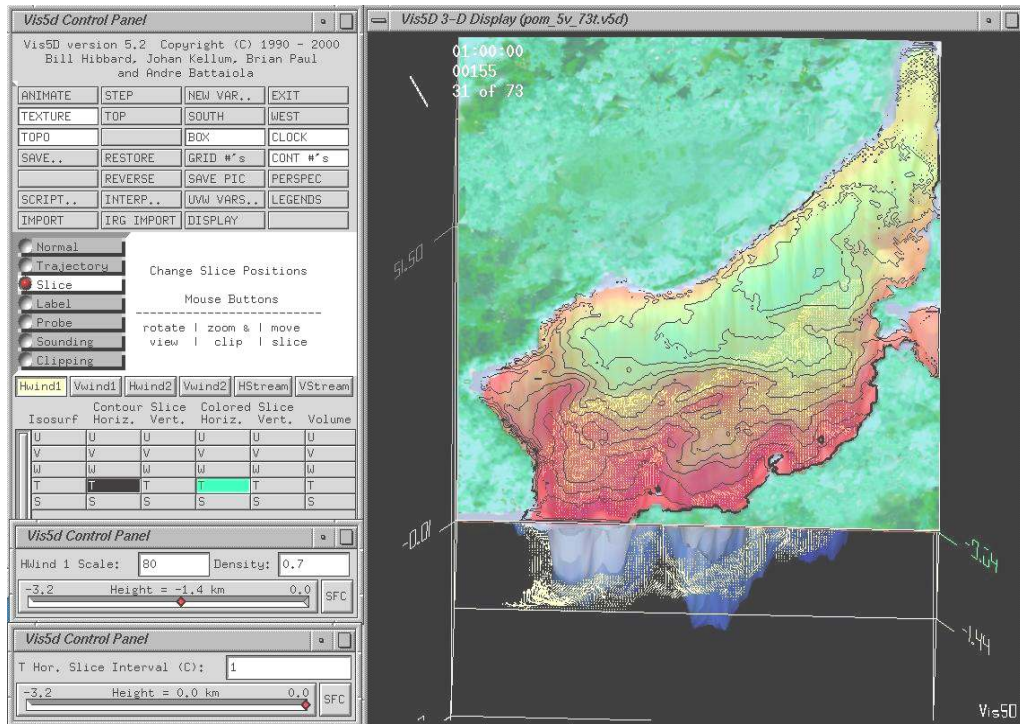 Vis5d Control Panel
Vis5D version 5.2 Copyright (C) 1990 - 2000
Bill Hibbard, Johan Kellum, Brian Paul
and Andre Battaiola
ANIMATE STEP NEW VAR.. EXIT
TEXTURE TOP SOUTH WEST
TOPO BOX CLOCK
SAVE.. RESTORE GRID #'s CONT #'s
REVERSE SAVE PIC PERSPEC
SCRIPT.. INTERP.. UVW VARS.. LEGENDS
IMPORT IRG IMPORT DISPLAY
Normal
Trajectory
Slice
Label
Probe
Sounding
Clipping
Change Slice Positions
Mouse Buttons
rotate | zoom & | move
view | clip | slice
Hwind1 Vwind1 Hwind2 Vwind2 HStream VStream
Contour Slice Colored Slice
Isosurf Horiz. Vert. Horiz. Vert. Volume
U U U U U U
V V V V V V
W W W W W W
T T T T T T
S S S S S S
Vis5d Control Panel
HWind 1 Scale: 80 Density: 0.7
-3.2 Height = -1.4 km 0.0 SFC
Vis5d Control Panel
T Hor. Slice Interval (C): 1
-3.2 Height = 0.0 km 0.0 SFC
Vis5D 3-D Display (pom_5v_73t.v5d)
01:00:00
00155
31 of 73
51.50
-0.01
-3.04
-1.44
Vis5D